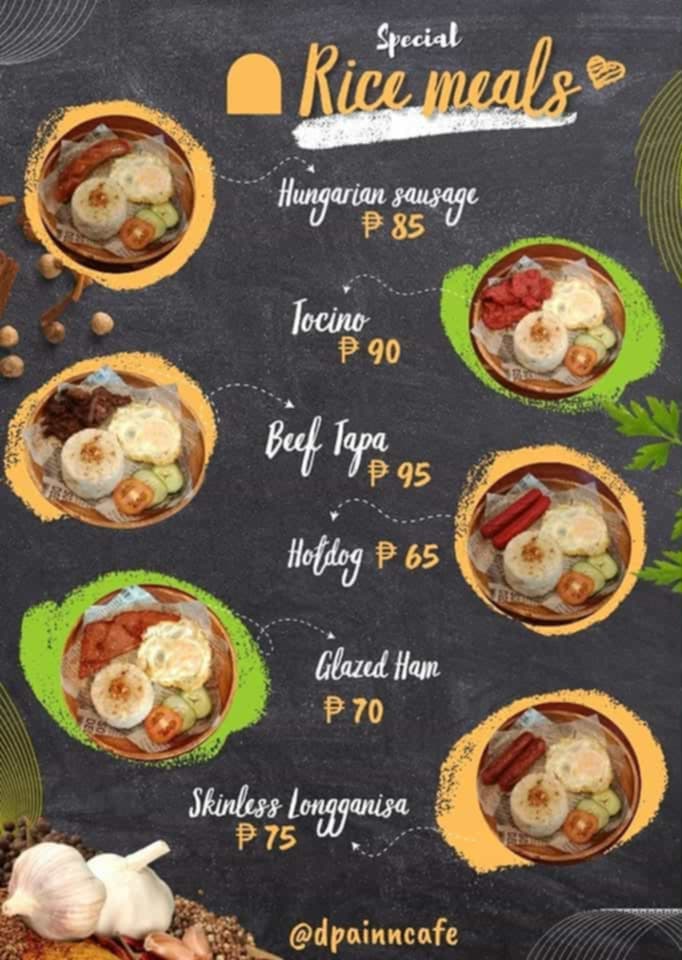 Special
Rice meals
Hungarian sausage
₱ 85
Tocino
₱ 90
Beef Tapa
₱ 95
Hotdog ₱ 65
Glazed Ham
₱ 70
Skinless Longganisa
₱ 75
@dpainncafe